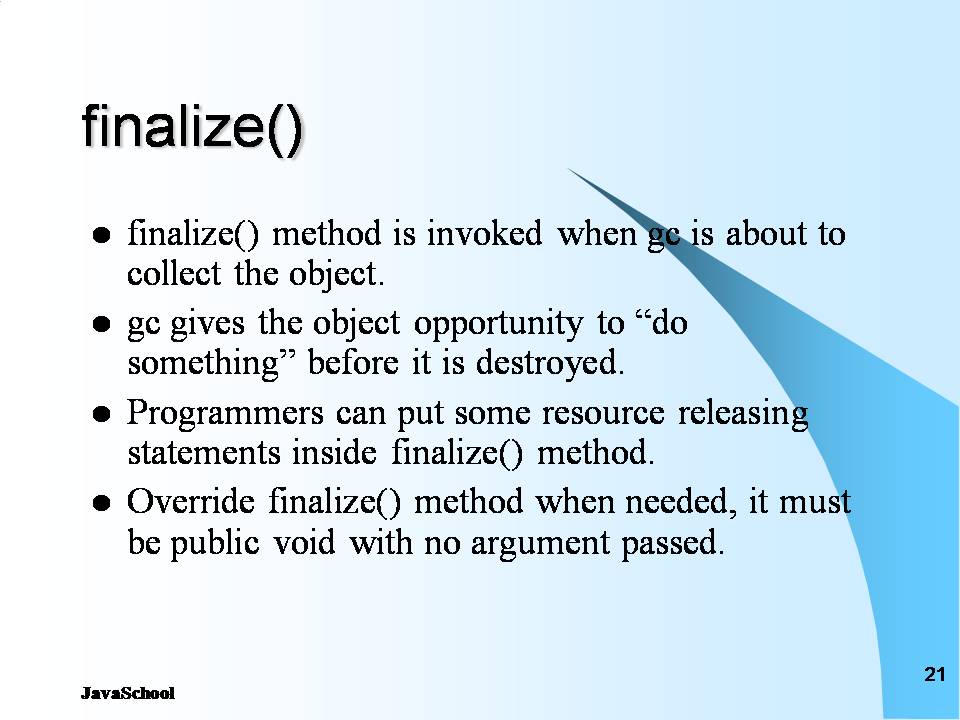 finalize()
● finalize() method is invoked when gc is about to
collect the object.
● gc gives the object opportunity to “do
something” before it is destroyed.
● Programmers can put some resource releasing
statements inside finalize() method.
● Override finalize() method when needed, it must
be public void with no argument passed.
21
JavaSchool